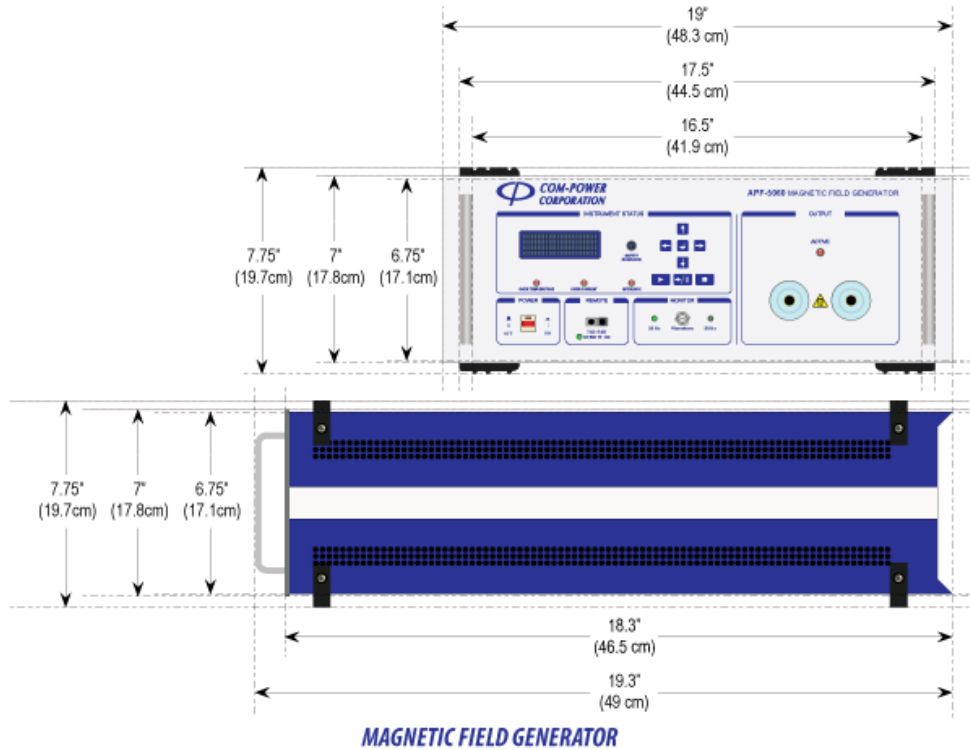 19"
(48.3 cm)
17.5"
(44.5 cm)
16.5"
(41.9 cm)
7.75"
(19.7cm)
7"
(17.8cm)
6.75"
(17.1cm)
COM-POWER
CORPORATION
APF-5060 MAGNETIC FIELD GENERATOR
INSTRUMENT STATUS
OUTPUT
ACTIVE
POWER
REMOTE
MONITOR
OFF
7.75"
(19.7cm)
7"
(17.8cm)
6.75"
(17.1cm)
18.3"
(46.5 cm)
19.3"
(49 cm)
MAGNETIC FIELD GENERATOR